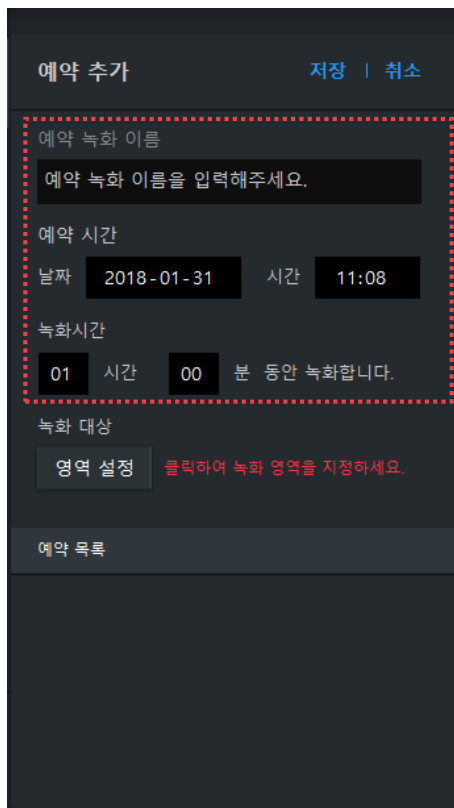 예약 추가 저장 | 취소
예약 녹화 이름
예약 녹화 이름을 입력해주세요.
예약 시간
날짜 2018-01-31 시간 11:08
녹화시간
01 시간 00 분 동안 녹화합니다.
녹화 대상
영역 설정 클릭하여 녹화 영역을 지정하세요.
예약 목록